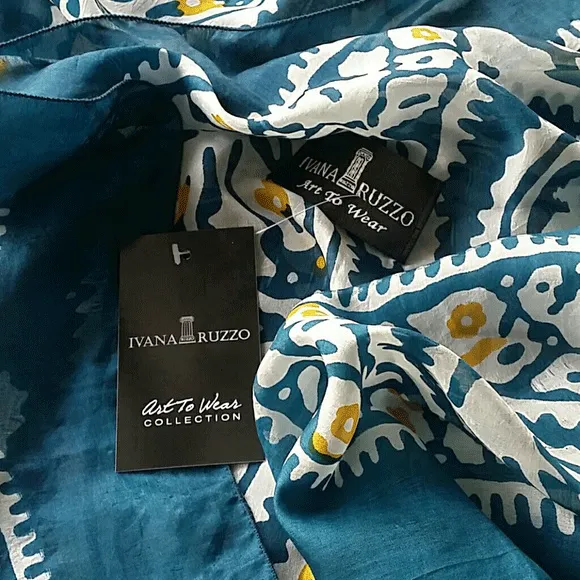 IVANA RUZZO
Art To Wear
IVANA RUZZO
Art To Wear
COLLECTION